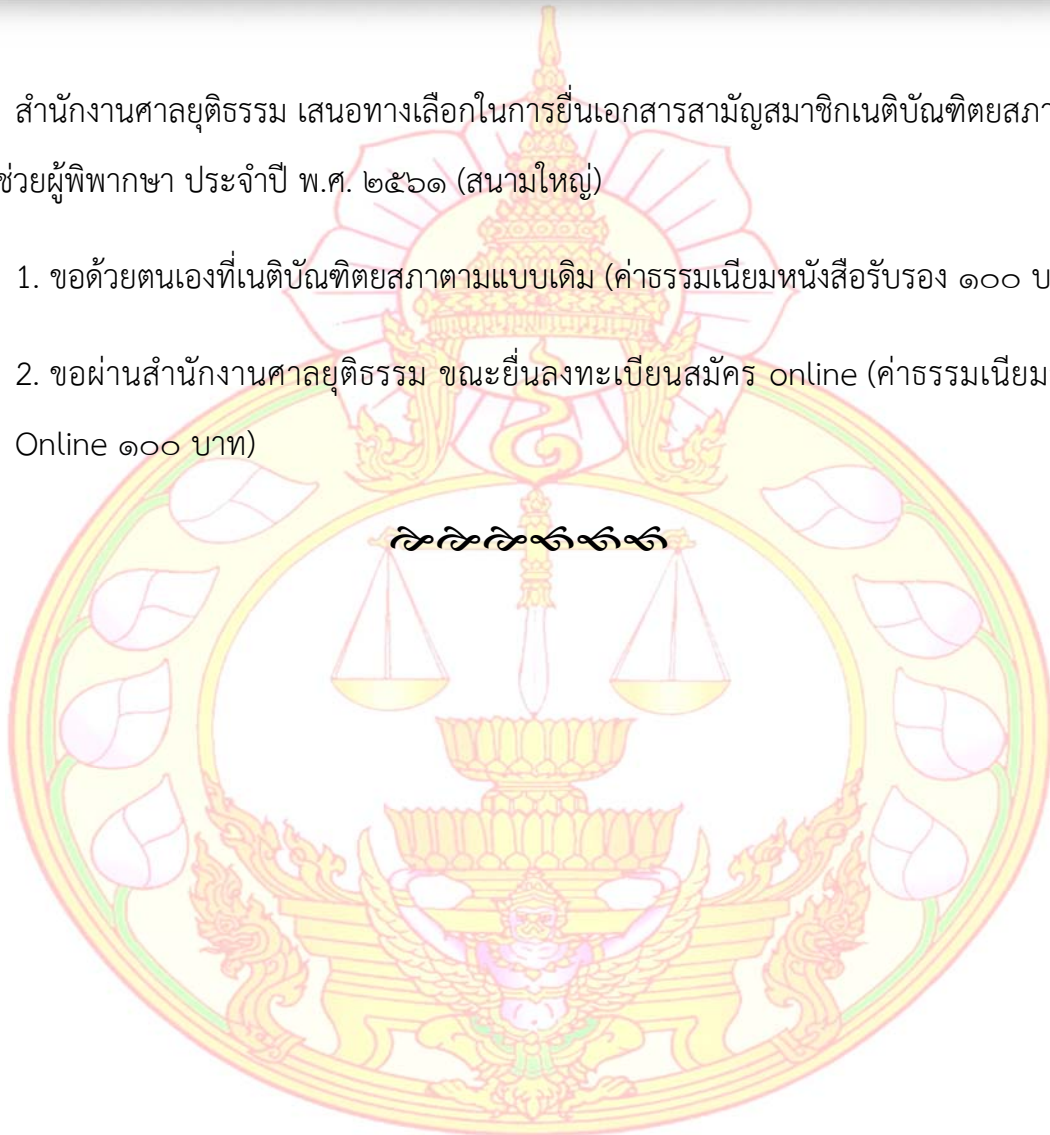 สำนักงานศาลยุติธรรม เสนอทางเลือกในการยื่นเอกสารสามัญสมาชิกเนติบัณฑิตยสภา
ช่วยผู้พิพากษา ประจำปี พ.ศ. ๒๕๖๑ (สนามใหญ่)
1. ขอด้วยตนเองที่เนติบัณฑิตยสภาตามแบบเดิม (ค่าธรรมเนียมหนังสือรับรอง ๑๐๐ บ
2. ขอผ่านสำนักงานศาลยุติธรรม ขณะยื่นลงทะเบียนสมัคร online (ค่าธรรมเนียม
Online ๑๐๐ บาท)